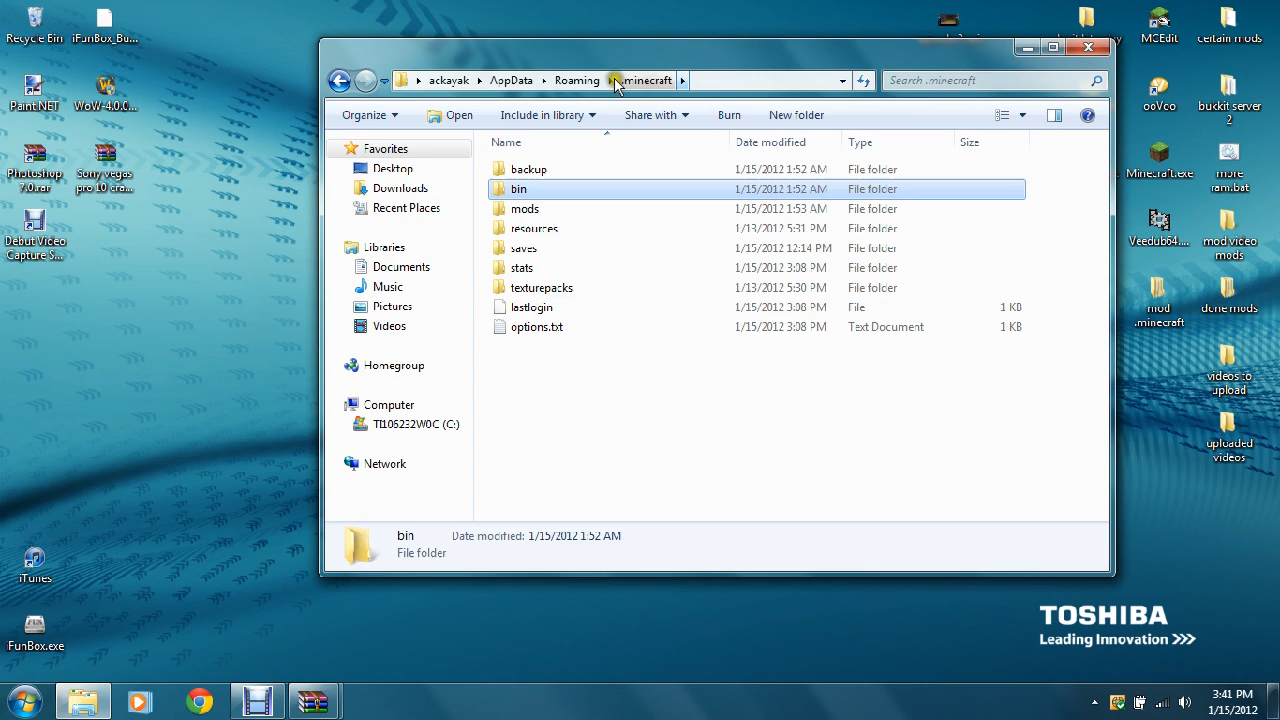 Recycle Bin
iFunBox_Bu...
Paint.NET
WoW-4.0.0...
Photoshop
7.0.rar
Sony vegas
pro 10 cra...
Debut Video
Capture S...
iTunes
iFunBox.exe
ackayak
AppData
Roaming
.minecraft
Search .minecraft
Organize
Open
Include in library
Share with
Burn
New folder
Favorites
Desktop
Downloads
Recent Places
Libraries
Documents
Music
Pictures
Videos
Homegroup
Computer
TI106232W0C (C:)
Network
Name Date modified Type Size
backup 1/15/2012 1:52 AM File folder
bin 1/15/2012 1:52 AM File folder
mods 1/15/2012 1:53 AM File folder
resources 1/13/2012 5:31 PM File folder
saves 1/15/2012 12:14 PM File folder
stats 1/15/2012 3:08 PM File folder
texturepacks 1/13/2012 5:30 PM File folder
lastlogin 1/15/2012 3:08 PM File 1 KB
options.txt 1/15/2012 3:08 PM Text Document 1 KB
bin Date modified: 1/15/2012 1:52 AM
File folder
MCEdit
certain mods
ooVoo
bukkit server
2
Minecraft.exe
more
ram.bat
Veedub64....
mod video
mods
mod
.minecraft
done mods
videos to
upload
uploaded
videos
TOSHIBA
Leading Innovation >>>
3:41 PM
1/15/2012